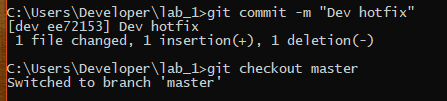 C:\Users\Developer\lab_1>git commit -m "Dev hotfix"
[dev ee72153] Dev hotfix
 1 file changed, 1 insertion(+), 1 deletion(-)
C:\Users\Developer\lab_1>git checkout master
Switched to branch 'master'